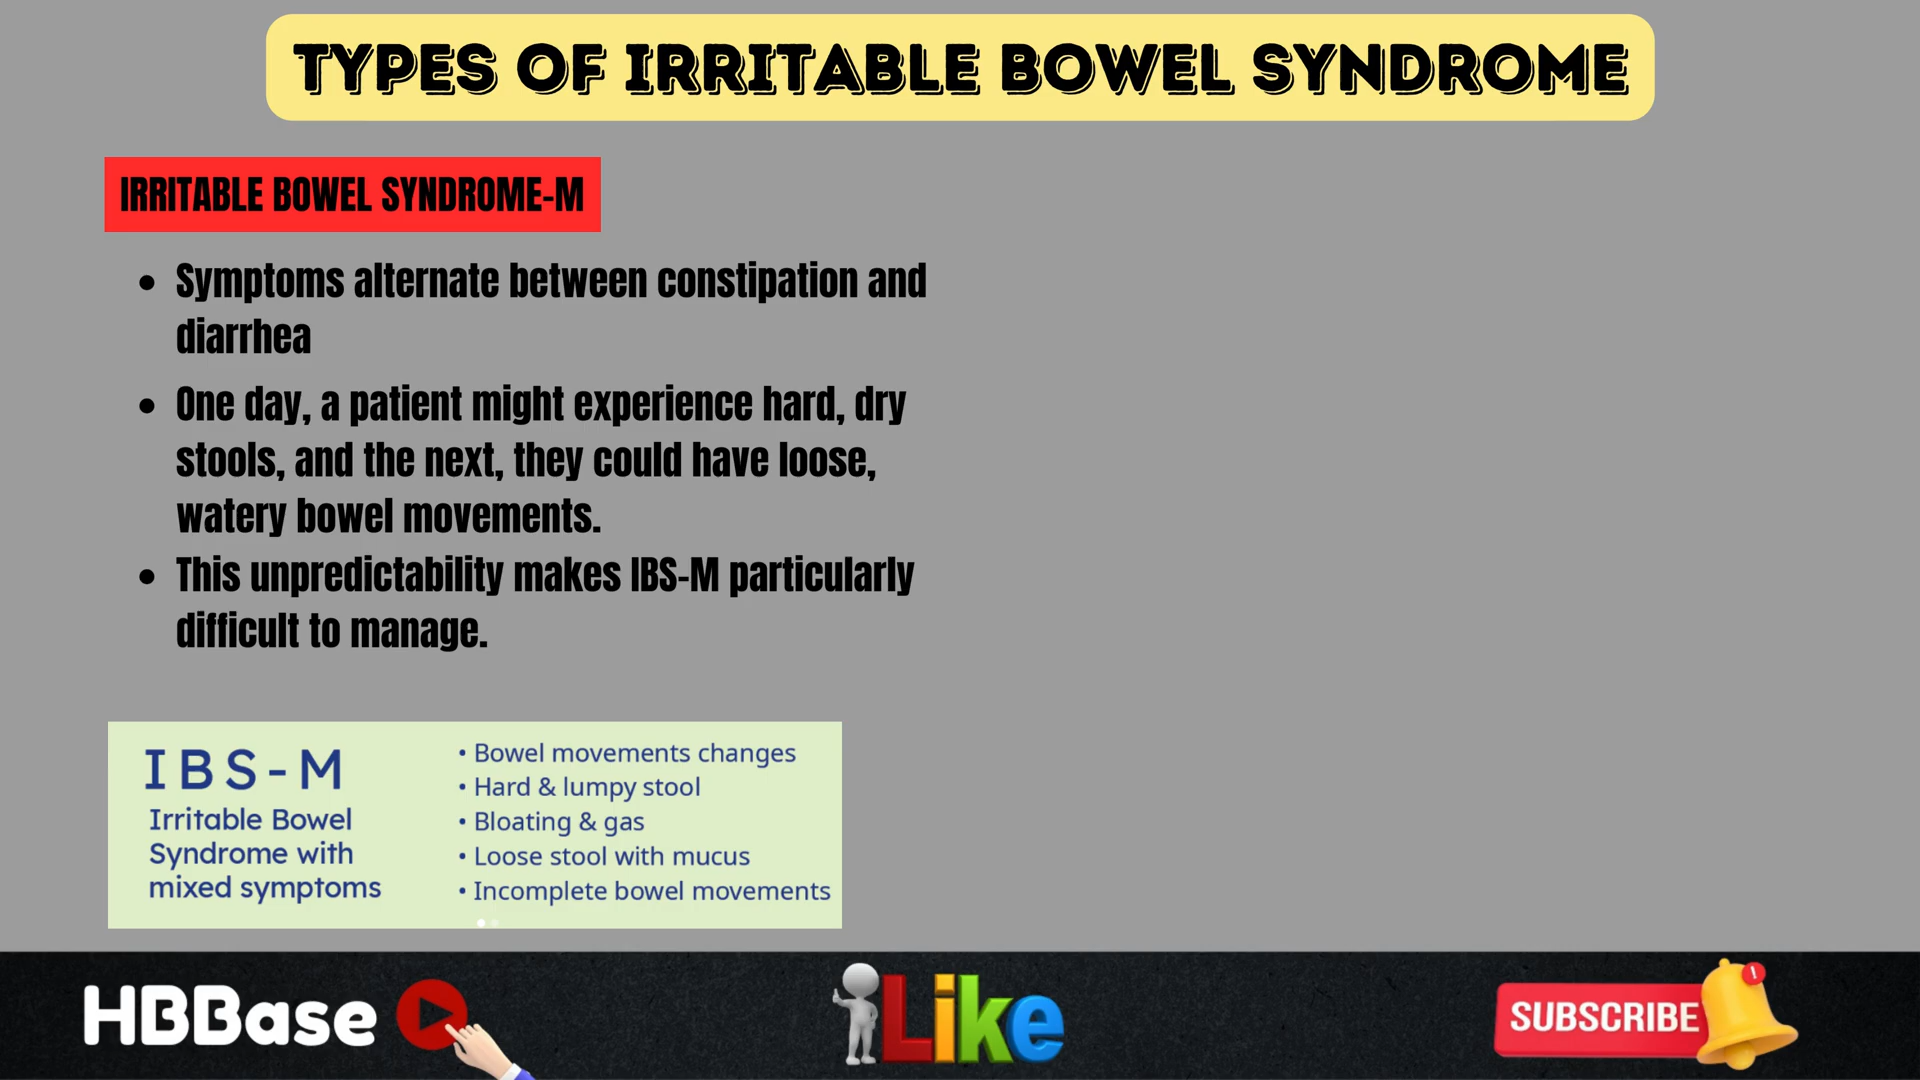 TYPES OF IRRITABLE BOWEL SYNDROME
IRRITABLE BOWEL SYNDROME-M
• Symptoms alternate between constipation and
diarrhea
• One day, a patient might experience hard, dry
stools, and the next, they could have loose,
watery bowel movements.
• This unpredictability makes IBS-M particularly
difficult to manage.
IBS-M
Irritable Bowel
Syndrome with
mixed symptoms
• Bowel movements changes
• Hard & lumpy stool
• Bloating & gas
• Loose stool with mucus
• Incomplete bowel movements
HBBase
Like
SUBSCRIBE
!